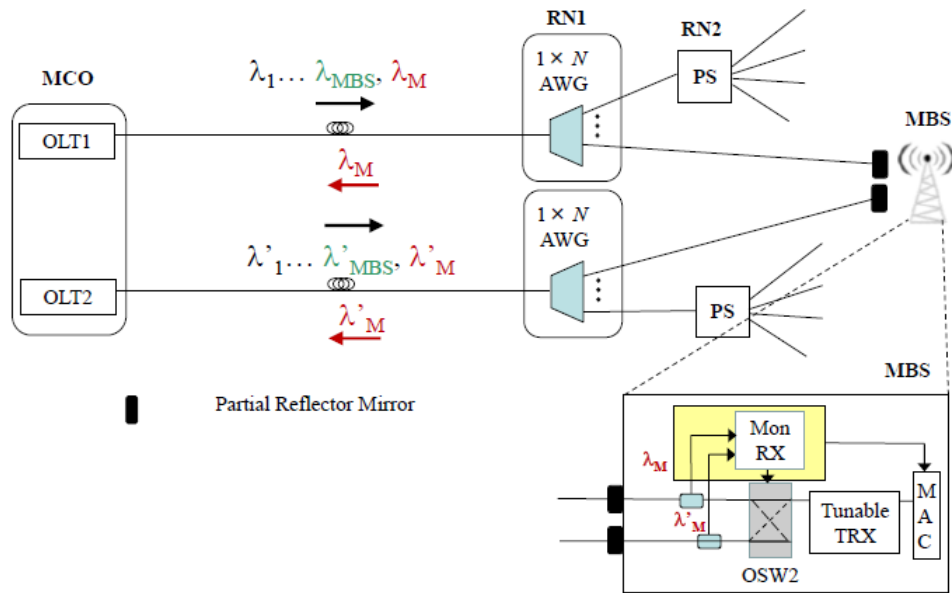 RN1
RN2
MCO
λ1… λMBS, λM
1 × N
AWG
PS
MBS
OLT1
λM
λ'1… λ'MBS, λ'M
1 × N
AWG
OLT2
λ'M
PS
MBS
Partial Reflector Mirror
Mon
RX
λM
λ'M
Tunable
TRX
M
A
C
OSW2